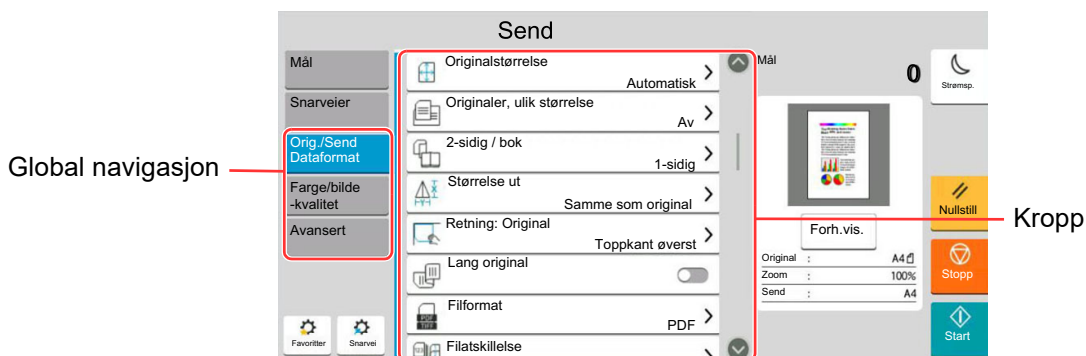 Send
Global navigasjon
Mål
Snarveier
Orig./Send
Dataformat
Farge/bilde
-kvalitet
Avansert
Favoritter
Snarvei
Originalstørrelse
Automatisk
Originaler, ulik størrelse
Av
2-sidig / bok
1-sidig
Størrelse ut
Samme som original
Retning: Original
Toppkant øverst
Lang original
Filformat
PDF
TIFF
PDF
Filatskillelse
Mål
0
Forh.vis.
Original : A4
Zoom : 100%
Send : A4
Strømsp.
Nullstill
Stopp
Start
Kropp